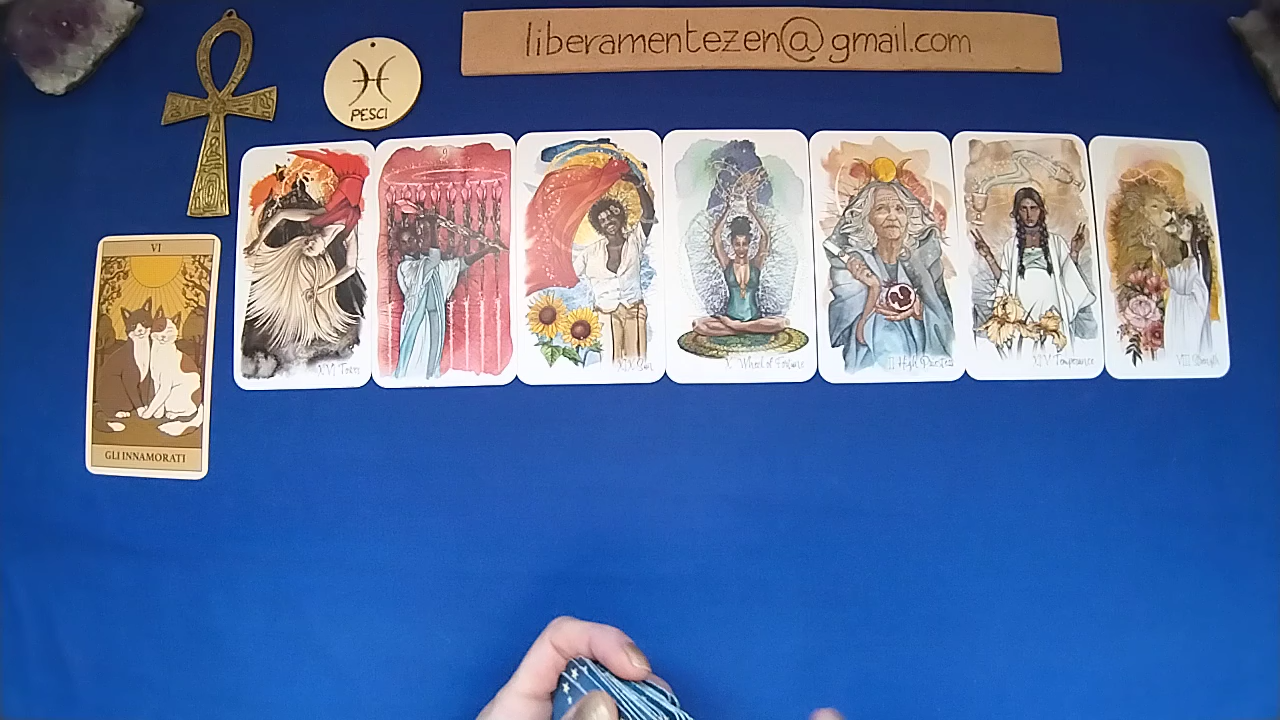 liberamentezen@gmail.com
PESCI
XVI Tower
9
XIX Sun
X Wheel of Fortune
II High Priestess
XIV Temperance
VIII Strength
VI
GLI INNAMORATI